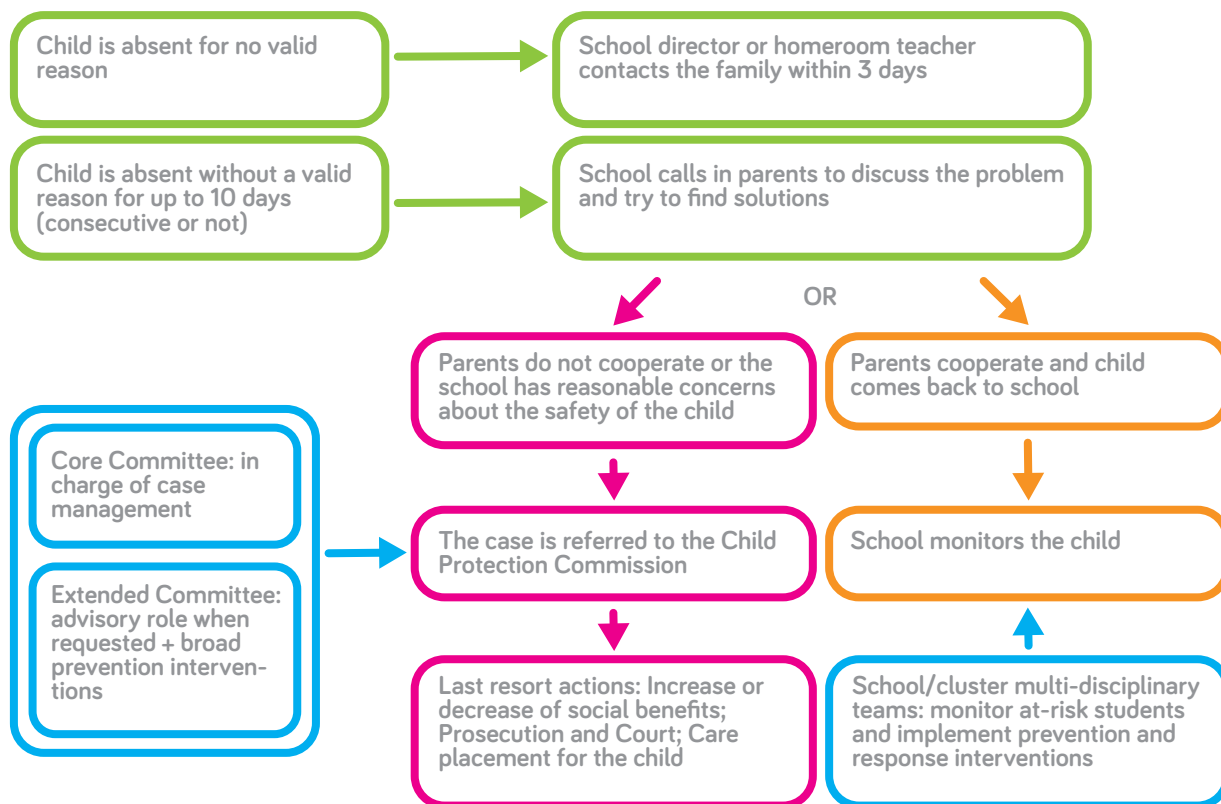 Child is absent for no valid
reason
School director or homeroom teacher
contacts the family within 3 days
Child is absent without a valid
reason for up to 10 days
(consecutive or not)
School calls in parents to discuss the problem
and try to find solutions
OR
Parents do not cooperate or the
school has reasonable concerns
about the safety of the child
Parents cooperate and child
comes back to school
Core Committee: in
charge of case
management
Extended Committee:
advisory role when
requested + broad
prevention interven-
tions
The case is referred to the Child
Protection Commission
School monitors the child
Last resort actions: Increase or
decrease of social benefits;
Prosecution and Court; Care
placement for the child
School/cluster multi-disciplinary
teams: monitor at-risk students
and implement prevention and
response interventions